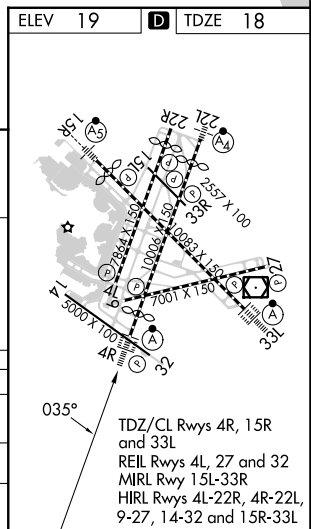 ELEV 19 D TDZE 18
15R
A5
22R
22L
A4
15L
P
P
P
2557 X 100
33R
7864 X 150
10006 X 150
10083 X 150
P
4L
9
27
7001 X 150
P
P
A
33L
14
5000 X 100
A
4R
P
32
035°
TDZ/CL Rwys 4R, 15R
and 33L
REIL Rwys 4L, 27 and 32
MIRL Rwy 15L-33R
HIRL Rwys 4L-22R, 4R-22L,
9-27, 14-32 and 15R-33L